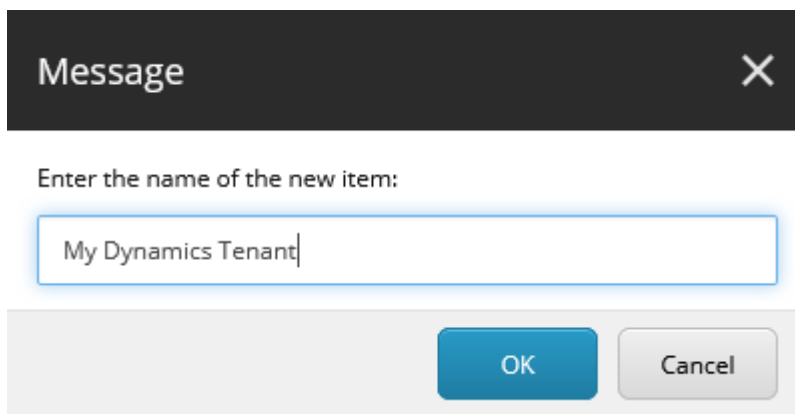 Message
Enter the name of the new item:
My Dynamics Tenant
OK
Cancel